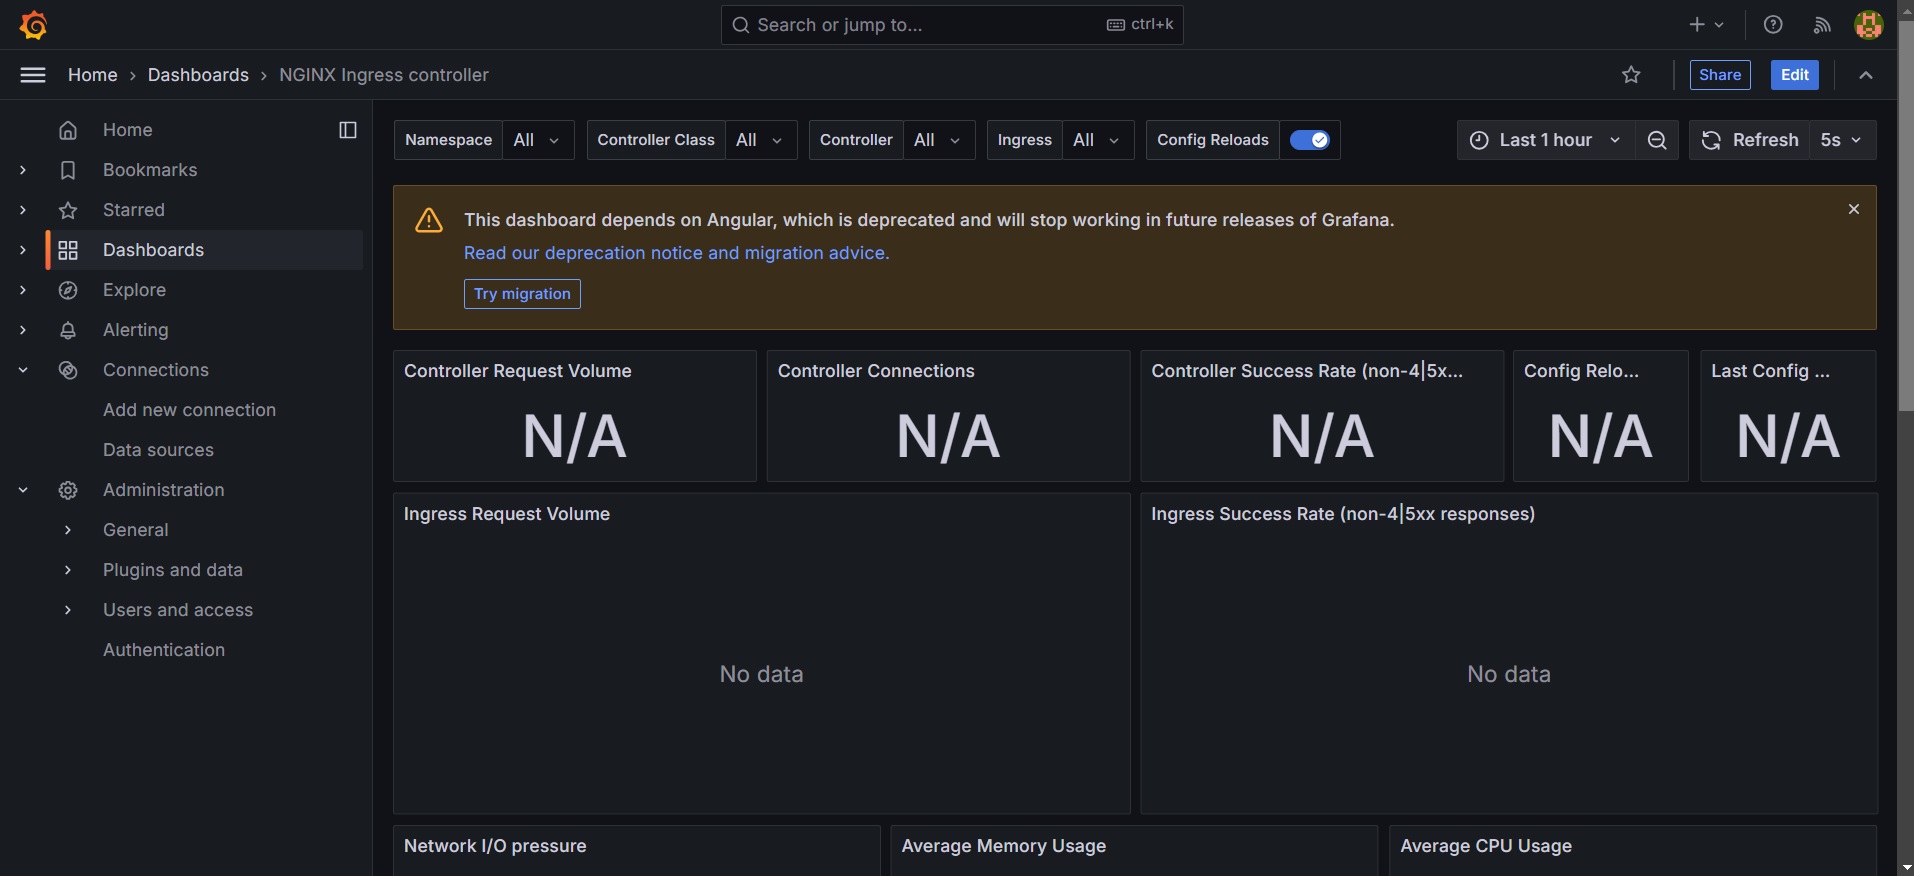 Search or jump to...
ctrl+k
Home › Dashboards › NGINX Ingress controller
Share
Edit
Home
Bookmarks
Starred
Dashboards
Explore
Alerting
Connections
Add new connection
Data sources
Administration
General
Plugins and data
Users and access
Authentication
Namespace All
Controller Class All
Controller All
Ingress All
Config Reloads
Last 1 hour
Refresh 5s
This dashboard depends on Angular, which is deprecated and will stop working in future releases of Grafana.
Read our deprecation notice and migration advice.
Try migration
Controller Request Volume
N/A
Controller Connections
N/A
Controller Success Rate (non-4|5x...
N/A
Config Relo...
N/A
Last Config ...
N/A
Ingress Request Volume
No data
Ingress Success Rate (non-4|5xx responses)
No data
Network I/O pressure
Average Memory Usage
Average CPU Usage